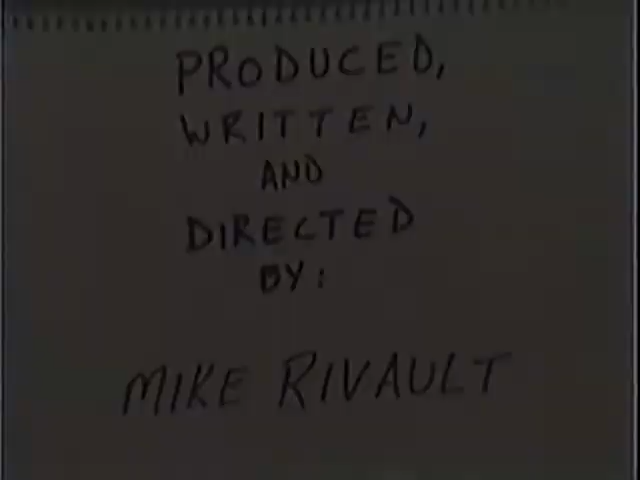 PRODUCED,
WRITTEN,
AND
DIRECTED
BY:
MIKE RIVAULT